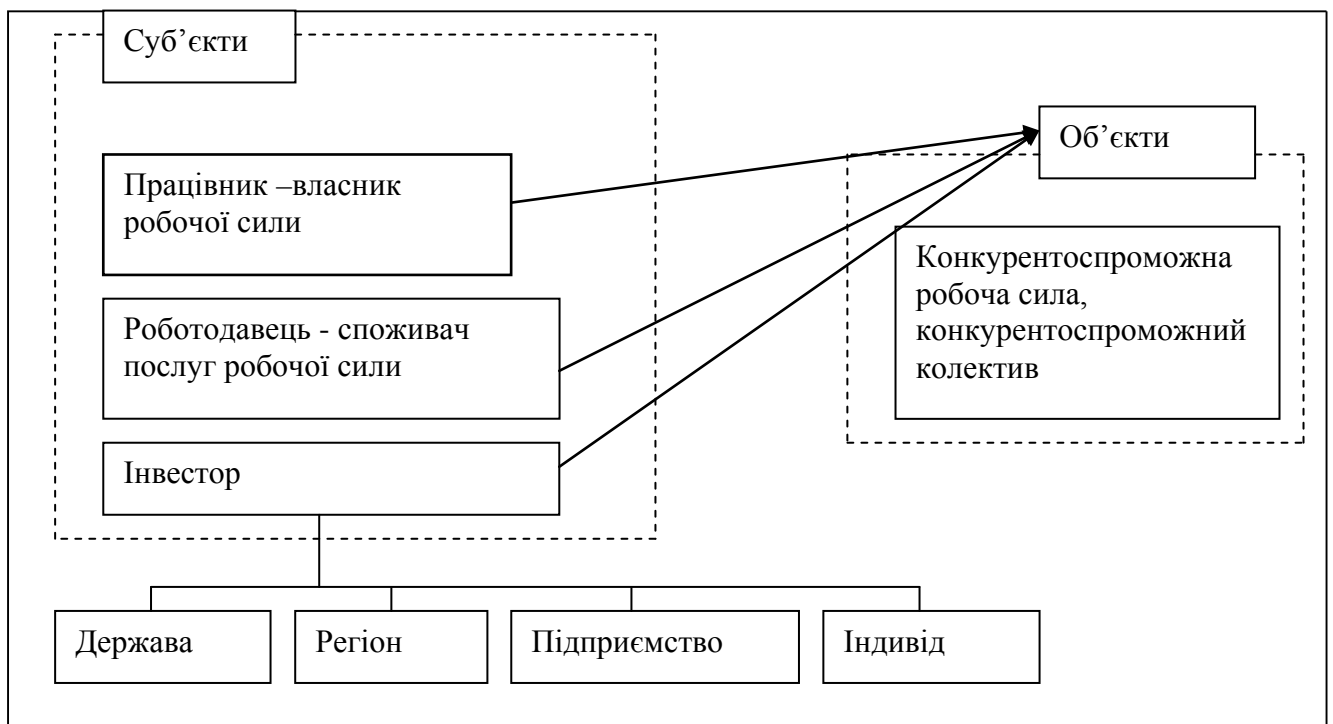 Суб’єкти
Об’єкти
Працівник –власник
робочої сили
Роботодавець - споживач
послуг робочої сили
Інвестор
Конкурентоспроможна
робоча сила,
конкурентоспроможний
колектив
Держава
Регіон
Підприємство
Індивід